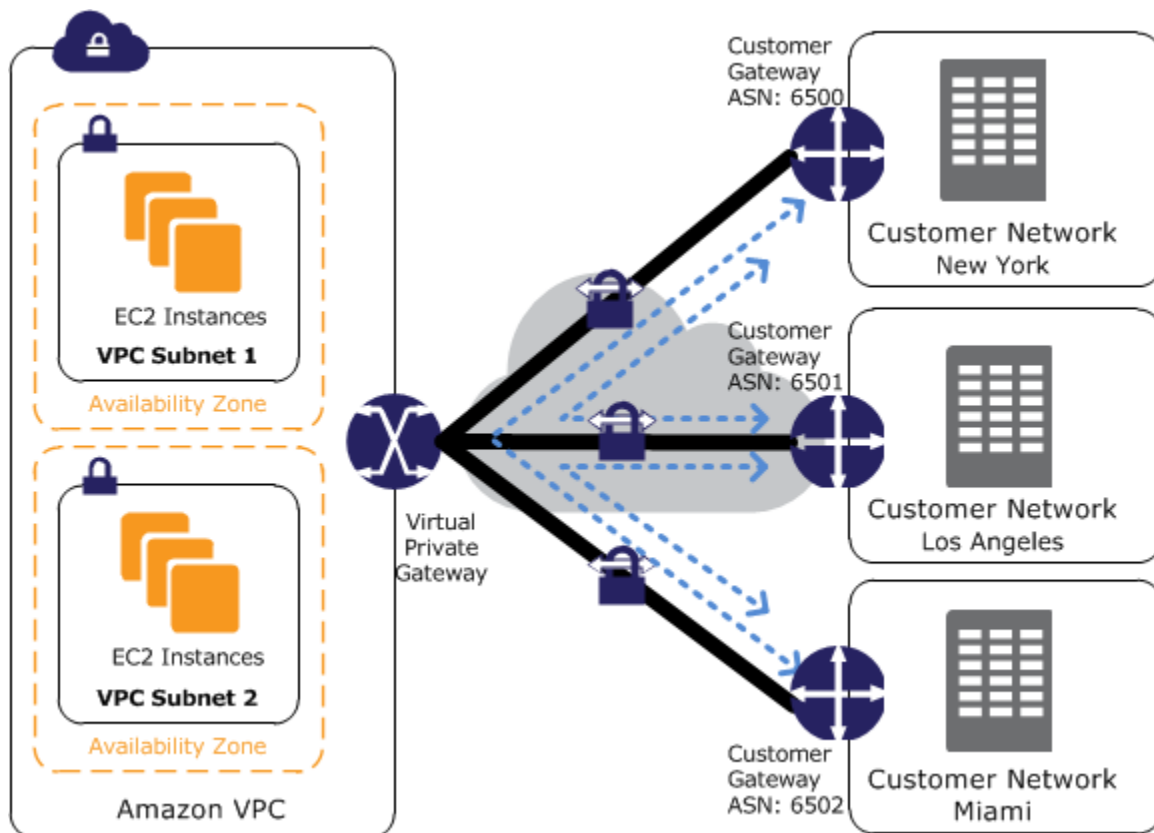 EC2 Instances
VPC Subnet 1
Availability Zone
EC2 Instances
VPC Subnet 2
Availability Zone
Amazon VPC
Virtual
Private
Gateway
Customer
Gateway
ASN: 6500
Customer Network
New York
Customer
Gateway
ASN: 6501
Customer Network
Los Angeles
Customer
Gateway
ASN: 6502
Customer Network
Miami